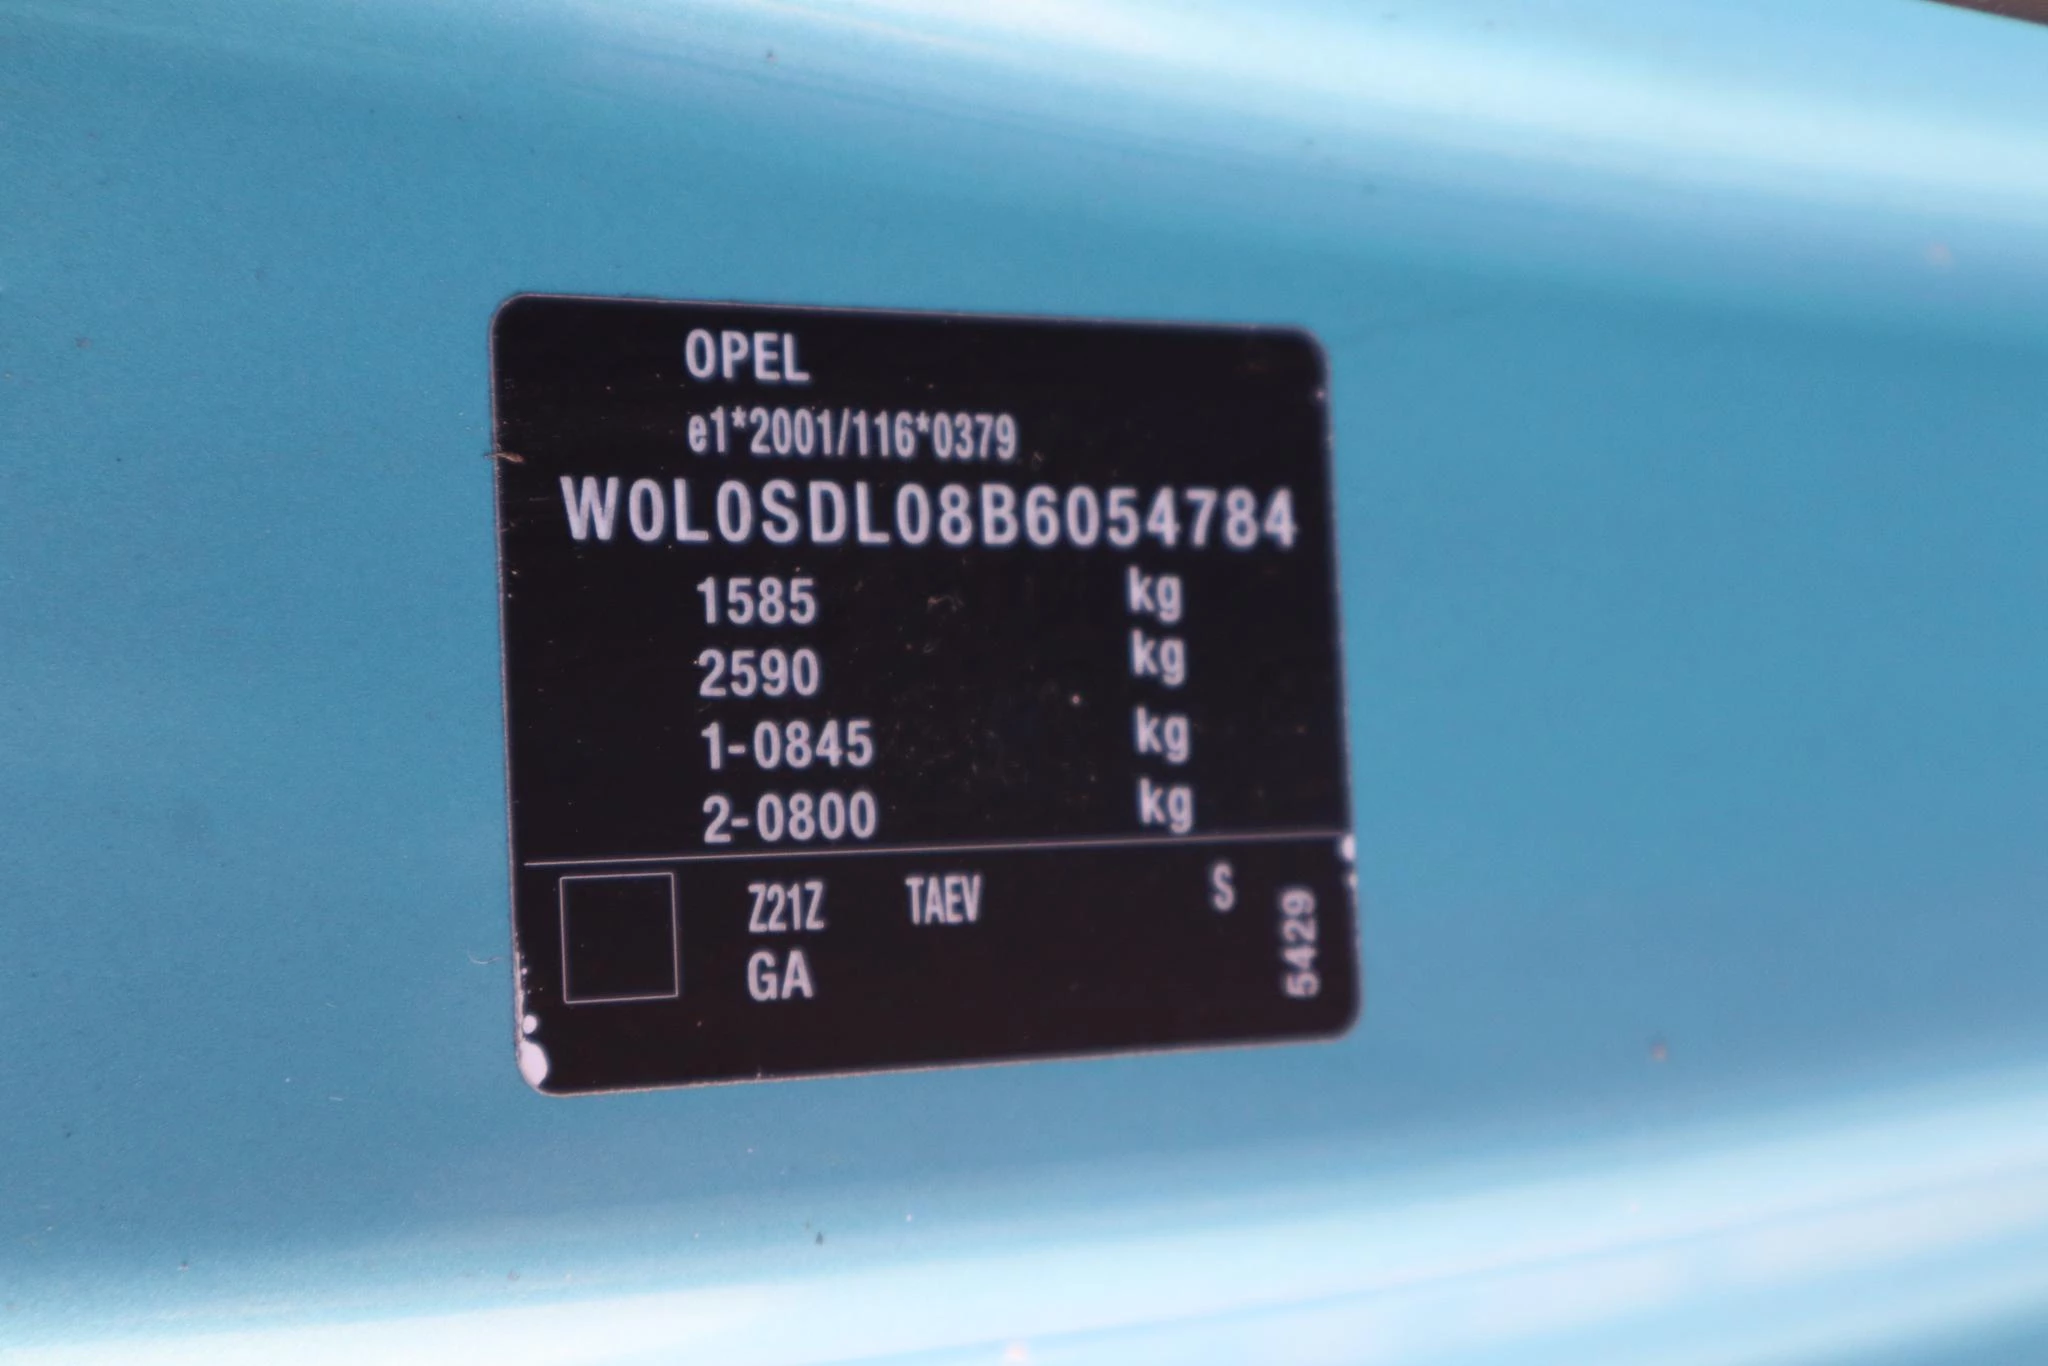 OPEL
e1*2001/116*0379
W0L0SDL08B6054784
1585 kg
2590 kg
1-0845 kg
2-0800 kg
Z21Z TAEV S
GA
5429